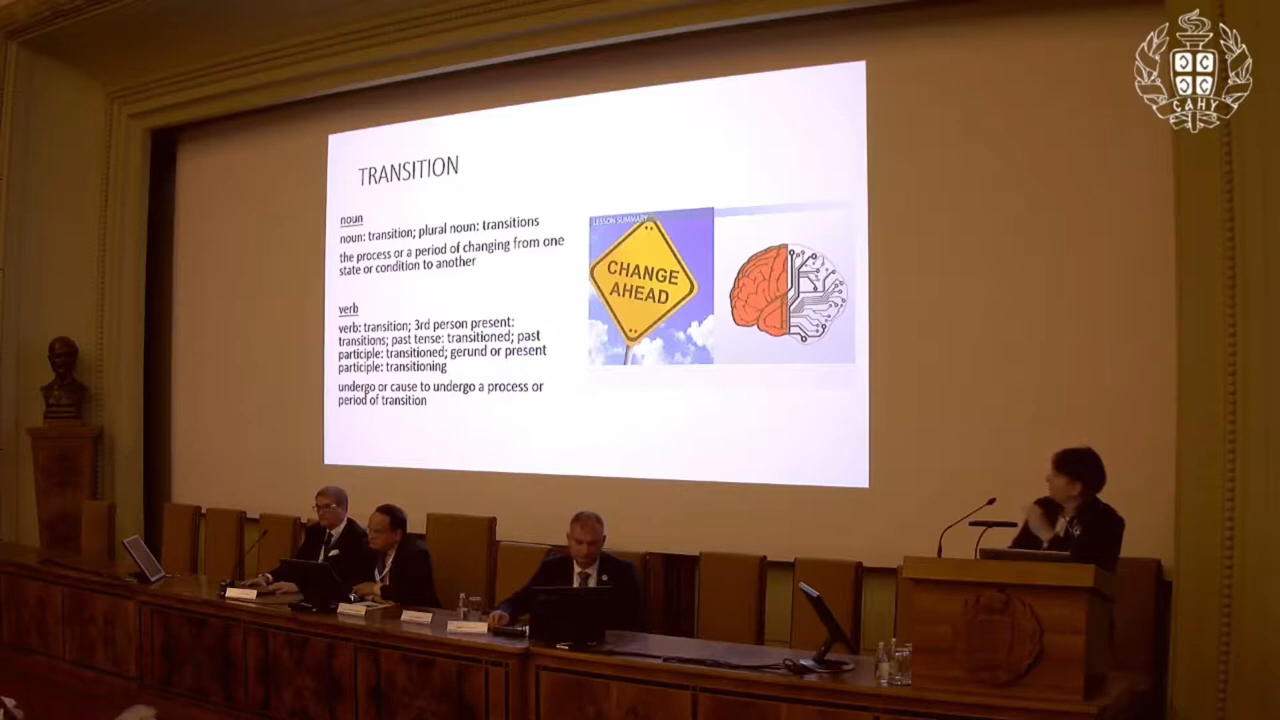 TRANSITION
noun
noun: transition; plural noun: transitions
the process or a period of changing from one
state or condition to another
verb
verb: transition; 3rd person present:
transitions; past tense: transitioned; past
participle: transitioned; gerund or present
participle: transitioning
undergo or cause to undergo a process or
period of transition
LESSON SUMMARY
CHANGE
AHEAD
САНУ